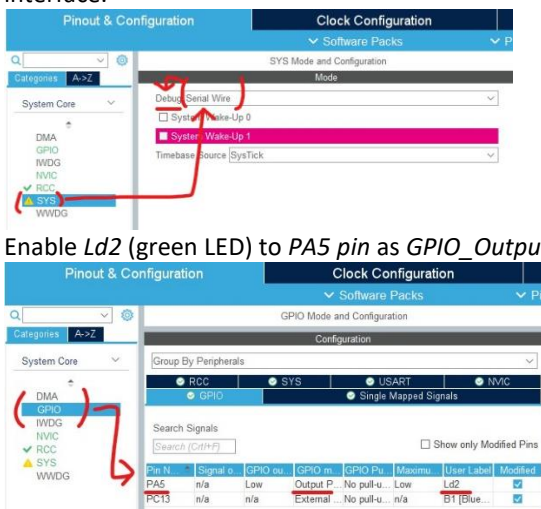 interface.
Pinout & Configuration Clock Configuration
Software Packs P
SYS Mode and Configuration
Mode
Categories A->Z
Debug Serial Wire
System Core
System Wake-Up 0
System Wake-Up 1
DMA
GPIO
IWDG
NVIC
RCC
SYS
WWDG
Timebase Source SysTick
Enable Ld2 (green LED) to PA5 pin as GPIO_Outpu
Pinout & Configuration Clock Configuration
Software Packs P
GPIO Mode and Configuration
Configuration
Categories A->Z
System Core
Group By Peripherals
RCC SYS USART NVIC
GPIO Single Mapped Signals
DMA
GPIO
IWDG
NVIC
RCC
SYS
WWDG
Search Signals
Search (Crtl+F) Show only Modified Pins
Pin N... Signal o... GPIO ou... GPIO m... GPIO Pu... Maximu... User Label Modified
PA5 n/a Low Output P... No pull-u... Low Ld2
PC13 n/a n/a External ... No pull-u... n/a B1 [Blue...